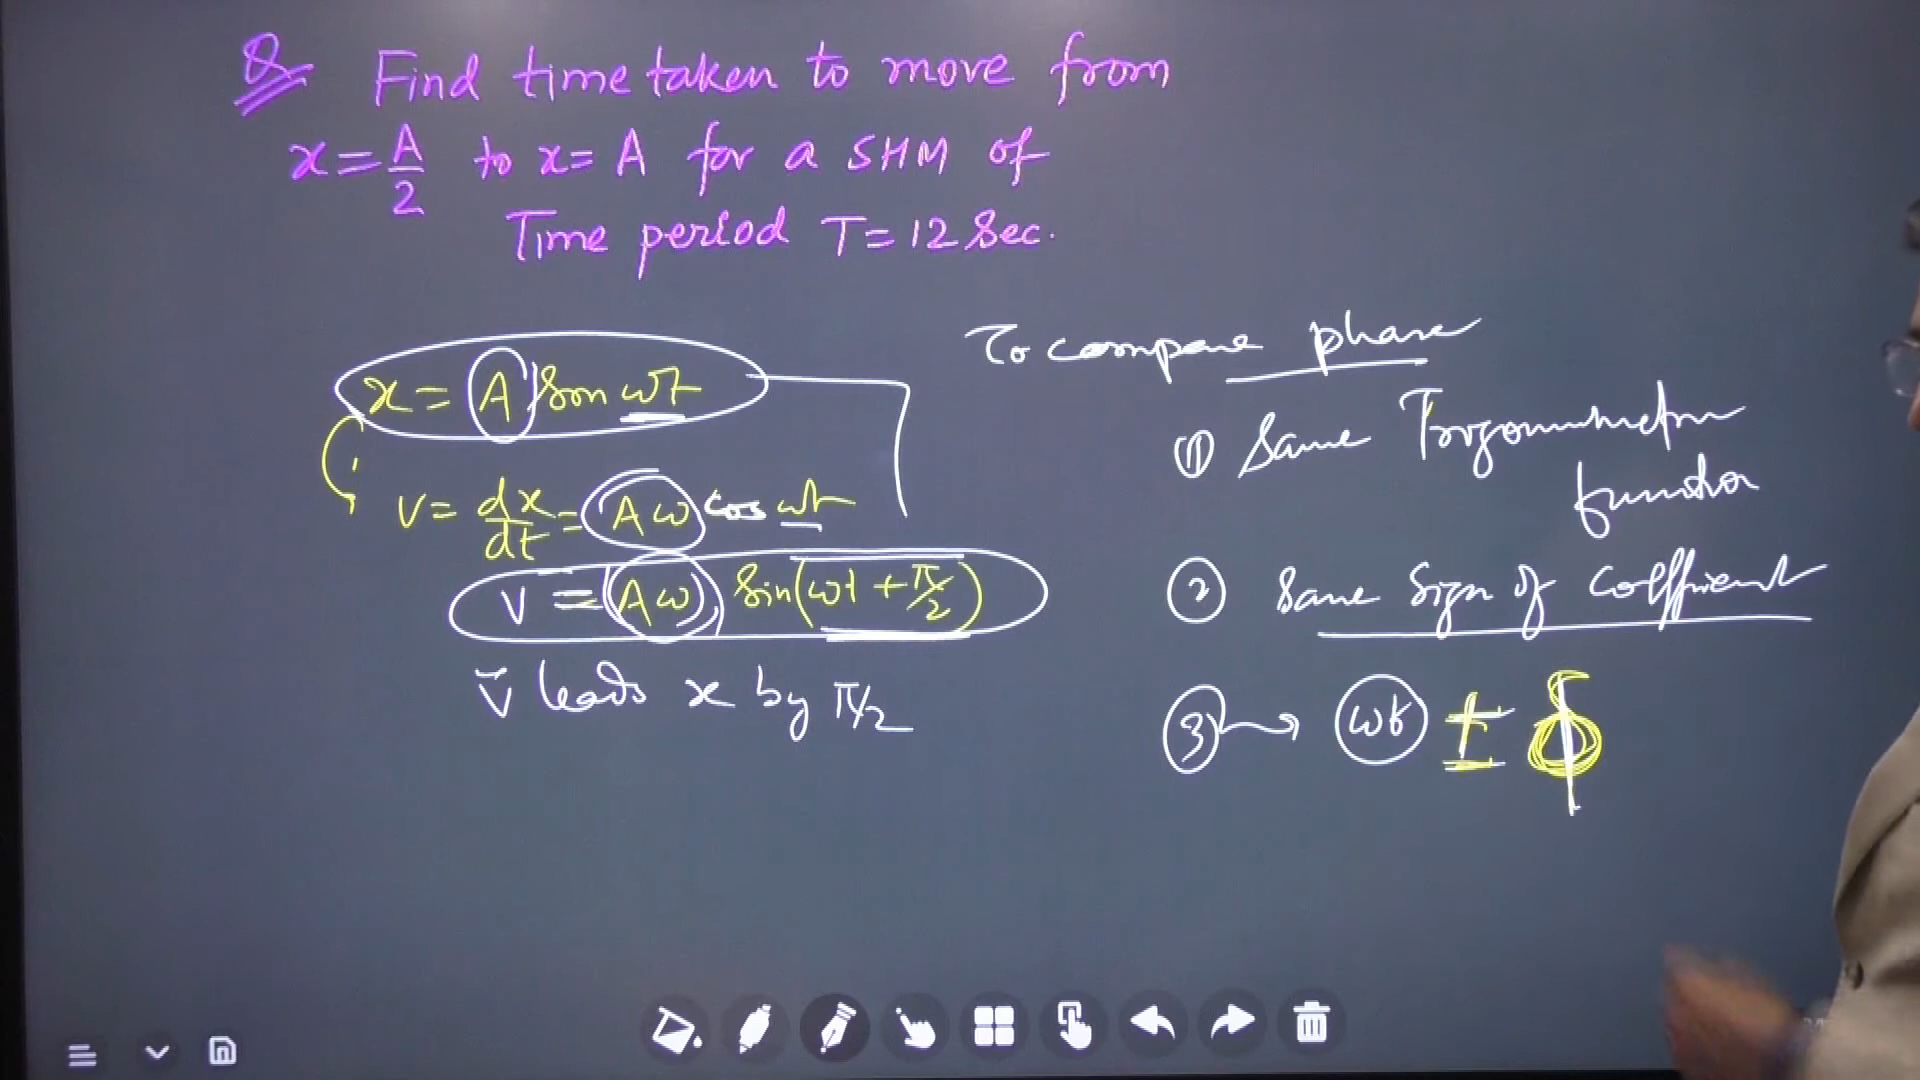 Q Find time taken to move from
x = A/2 to x = A for a SHM of
Time period T = 12 Sec.
x = A sin ωt
v = dx/dt = Aω cos ωt
v = (Aω) sin(ωt + π/2)
v leads x by π/2
To compare phase
① Same Trigonometric
function
② Same Sign of Coefficient
③ → ωt ± ϕ